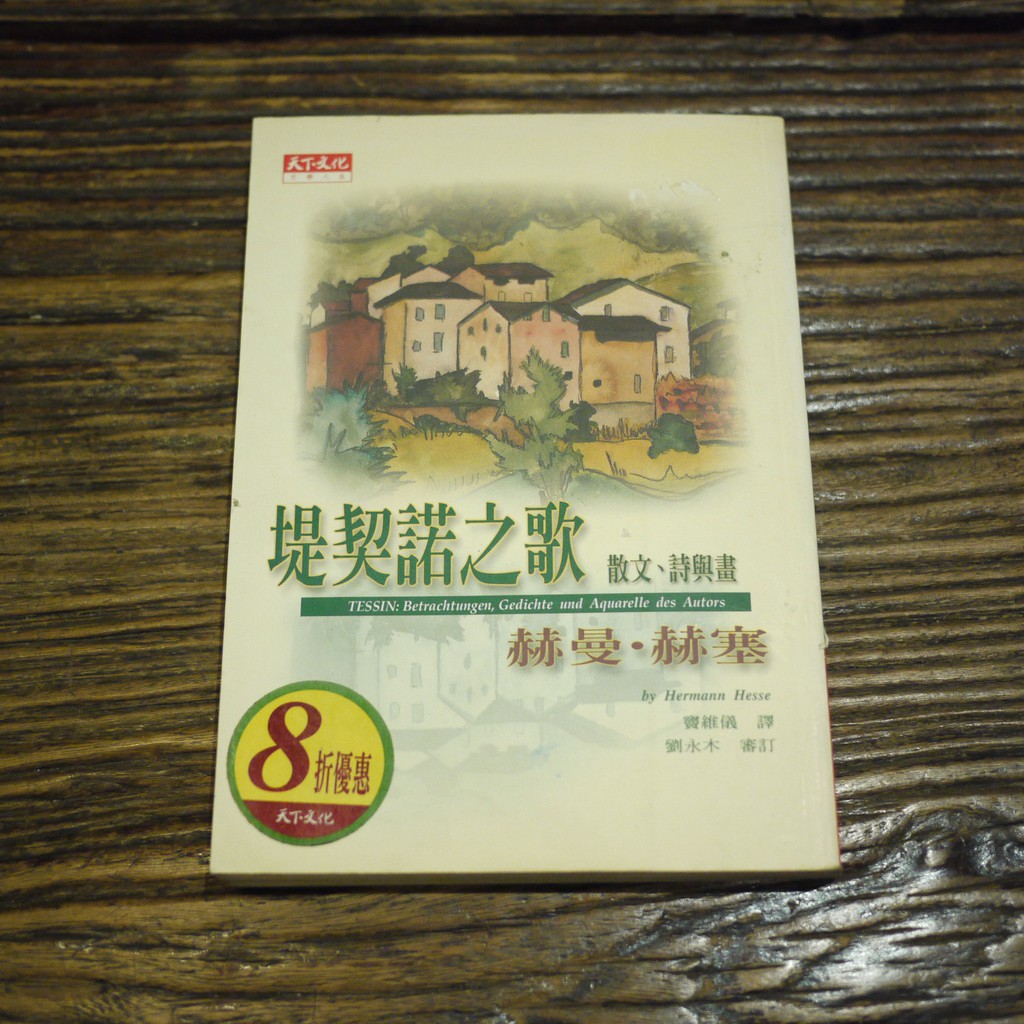 天下文化
堤契諾之歌 散文、詩與畫
TESSIN: Betrachtungen, Gedichte und Aquarelle des Autors
赫曼・赫塞
by Hermann Hesse
竇維儀 譯
劉永木 審訂
8折優惠
天下文化